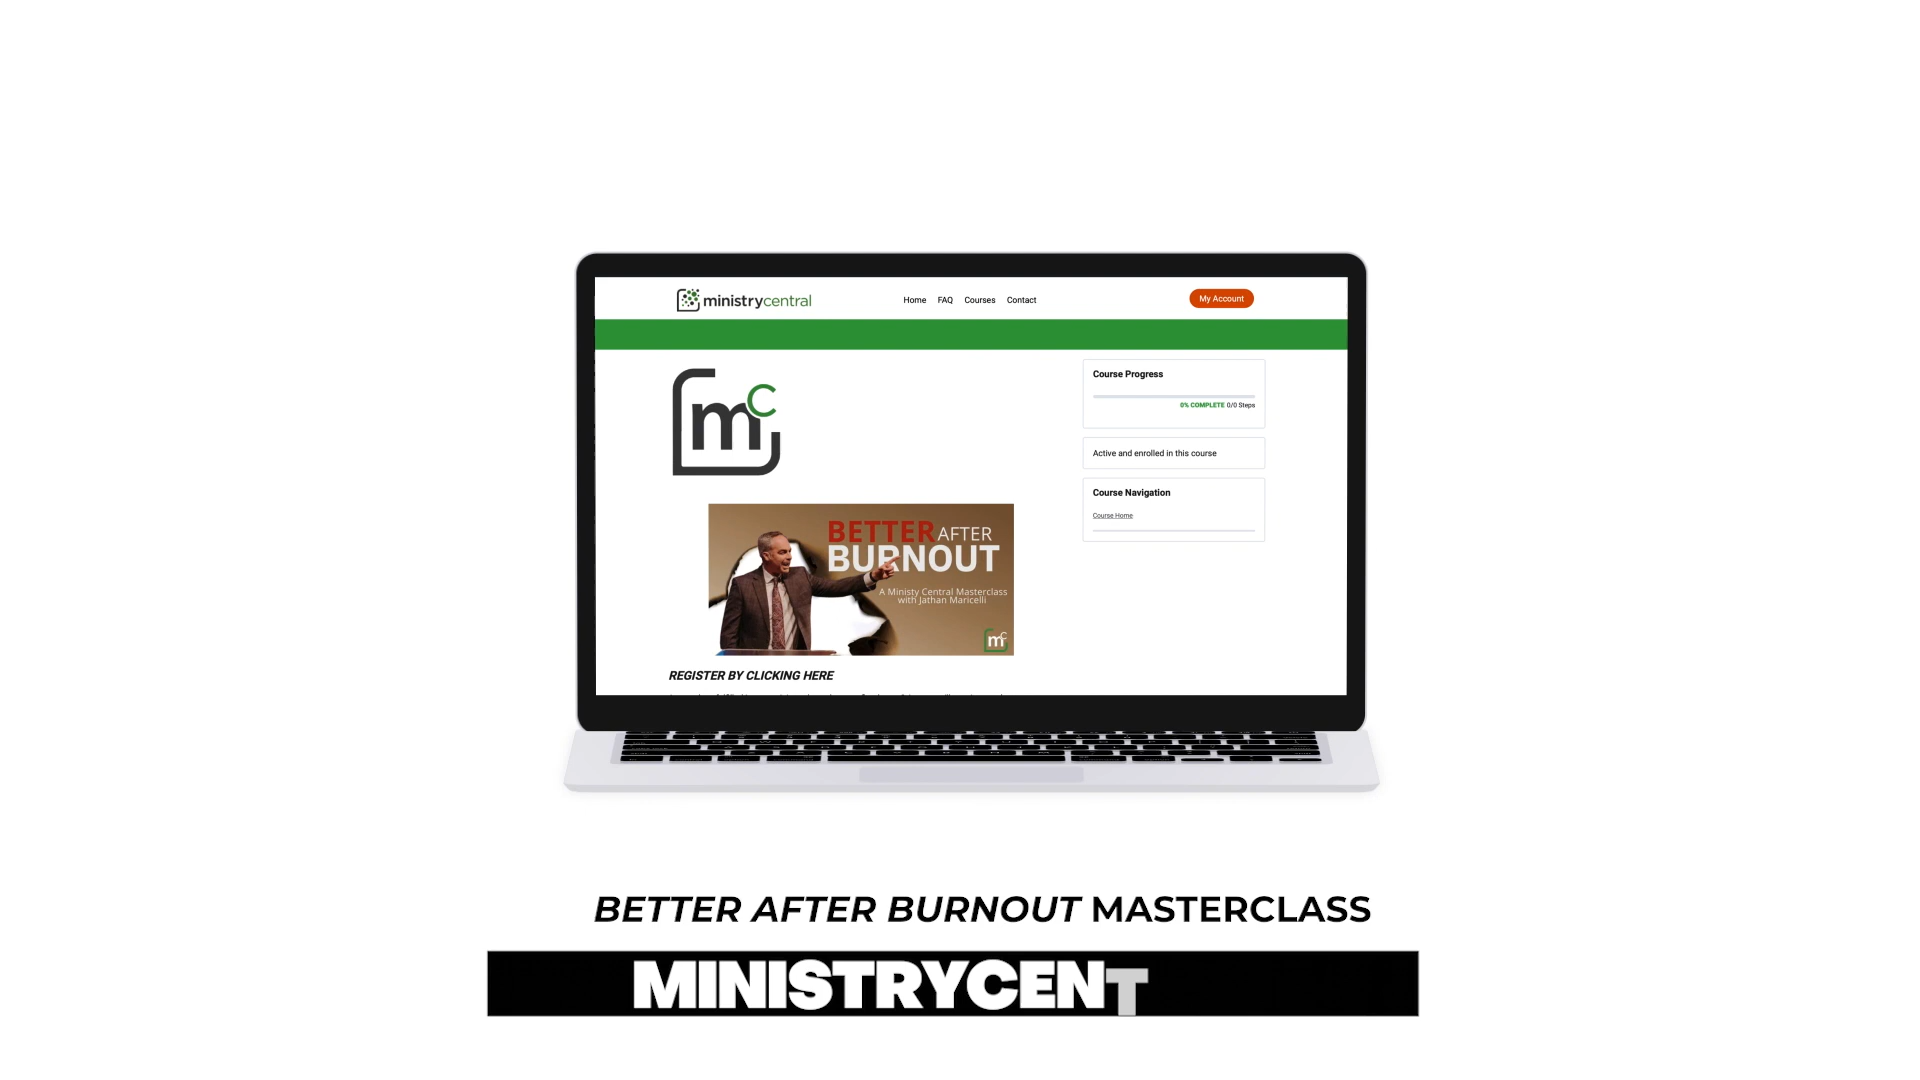 ministrycentral
Home FAQ Courses Contact
My Account
mc
Course Progress
0% COMPLETE 0/0 Steps
Active and enrolled in this course
Course Navigation
Course Home
BETTER AFTER
BURNOUT
A Ministy Central Masterclass
with Jathan Maricelli
mc
REGISTER BY CLICKING HERE
BETTER AFTER BURNOUT MASTERCLASS
MINISTRYCENT